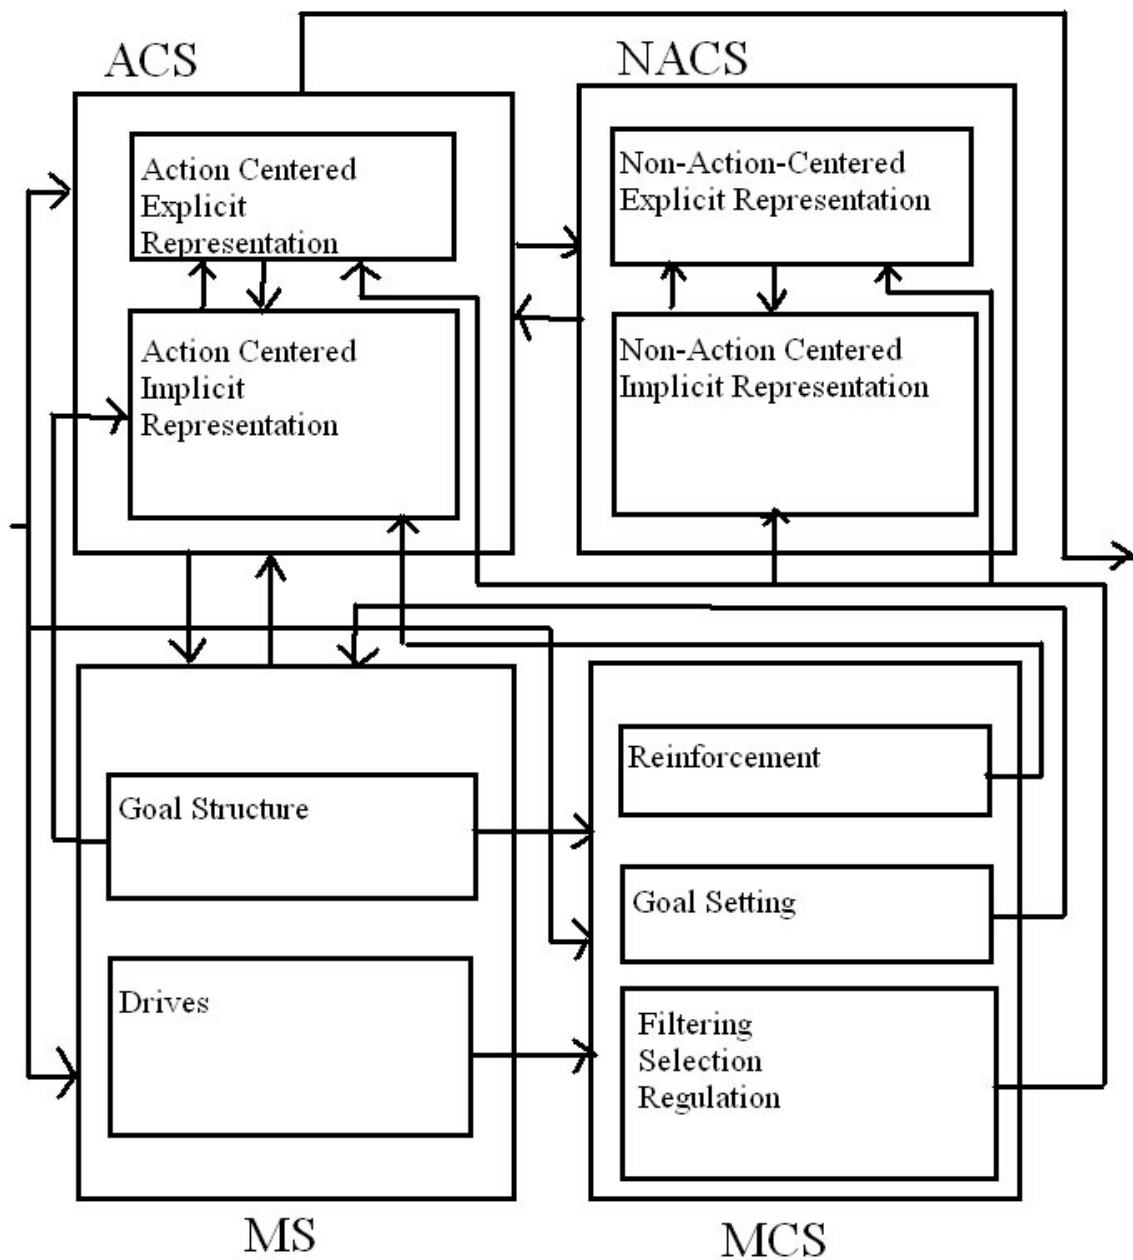 ACS
NACS
Action Centered
Explicit
Representation
Non-Action-Centered
Explicit Representation
Action Centered
Implicit
Representation
Non-Action Centered
Implicit Representation
Goal Structure
Drives
Reinforcement
Goal Setting
Filtering
Selection
Regulation
MS
MCS